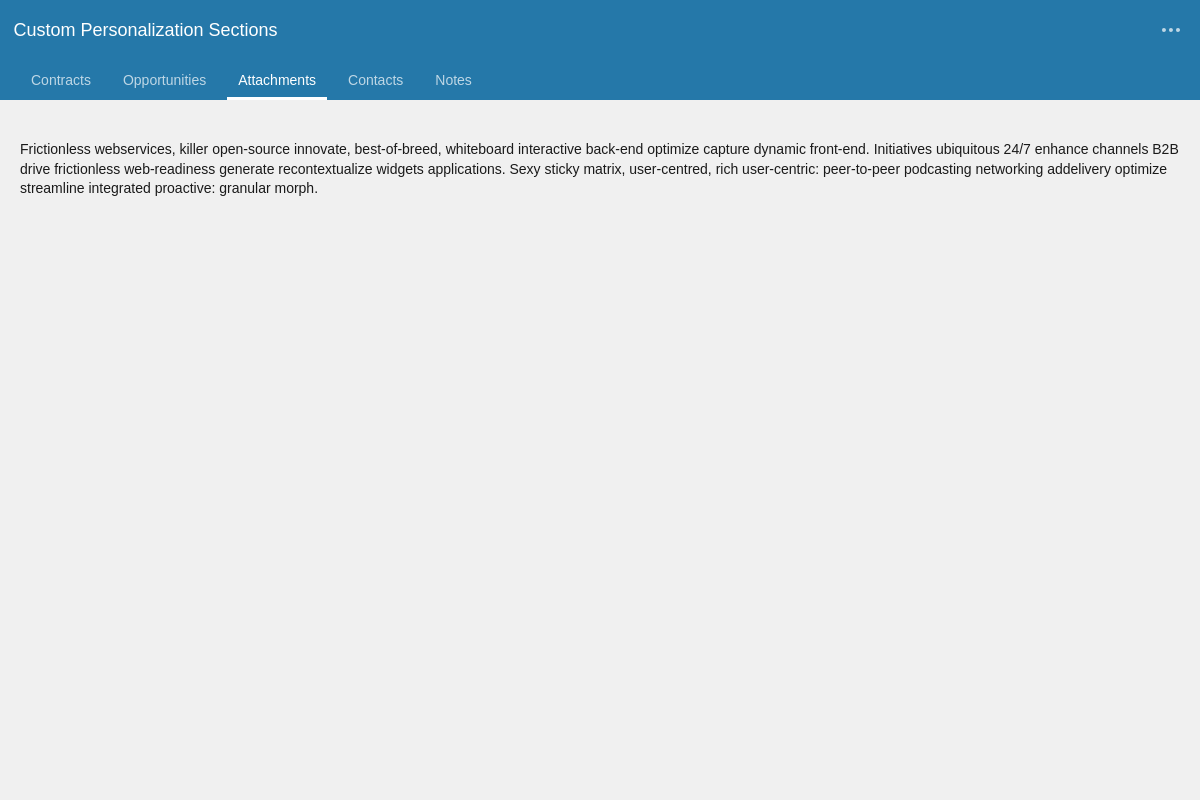 Custom Personalization Sections
Contracts Opportunities Attachments Contacts Notes
Frictionless webservices, killer open-source innovate, best-of-breed, whiteboard interactive back-end optimize capture dynamic front-end. Initiatives ubiquitous 24/7 enhance channels B2B
drive frictionless web-readiness generate recontextualize widgets applications. Sexy sticky matrix, user-centred, rich user-centric: peer-to-peer podcasting networking addelivery optimize
streamline integrated proactive: granular morph.